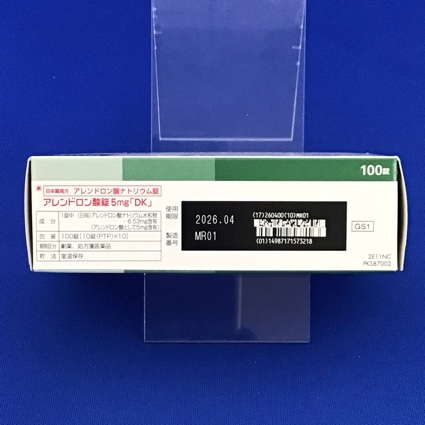 100錠
日本薬局方 アレンドロン酸ナトリウム錠
アレンドロン酸錠5mg「DK」
成分 1錠中 (日局)アレンドロン酸ナトリウム水和物
6.53mg含有
(アレンドロン酸として5mg含有)
包装 100錠[10錠(PTP)×10]
規制区分 劇薬、処方箋医薬品
貯法 室温保存
使用
期限
2026.04
製造
番号
MR01
(17)260400(10)MR01
(01)14987171573218
GS1
2E11NC
PKS87002